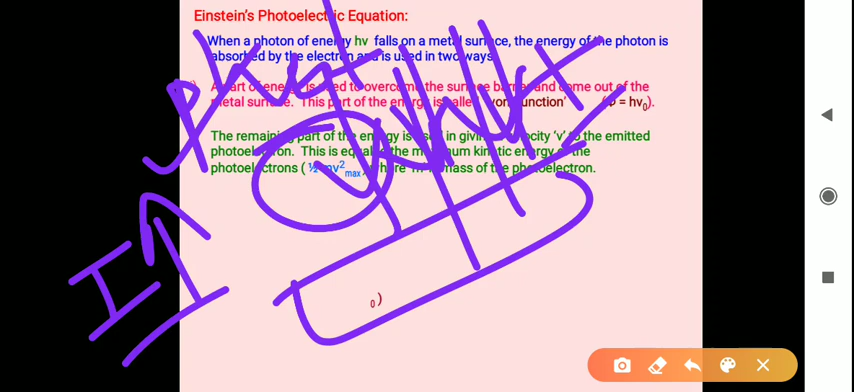 Einstein's Photoelectric Equation:
When a photon of energy hν falls on a metal surface, the energy of the photon is
absorbed by the electron and is used in two ways:
A part of energy is used to overcome the surface barrier and come out of the
metal surface. This part of the energy is called 'work function' (Φ = hν₀).
The remaining part of the energy is used in giving a velocity 'v' to the emitted
photoelectron. This is equal to the maximum kinetic energy of the
photoelectrons ( ½ mv²max ) where 'm' is mass of the photoelectron.
₀)